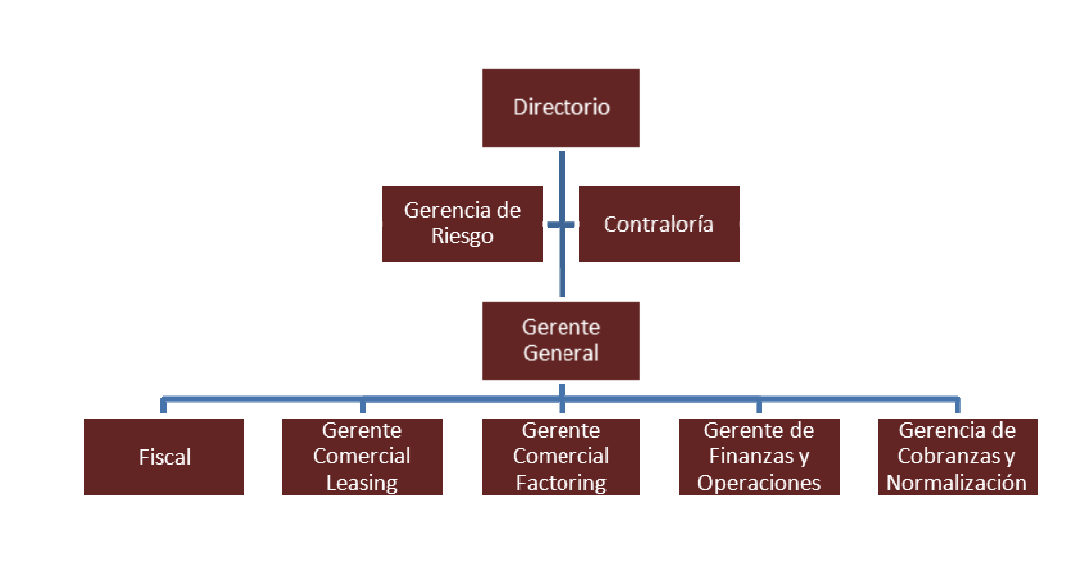 Directorio
Gerencia de
Riesgo
Contraloría
Gerente
General
Fiscal
Gerente
Comercial
Leasing
Gerente
Comercial
Factoring
Gerente de
Finanzas y
Operaciones
Gerencia de
Cobranzas y
Normalización